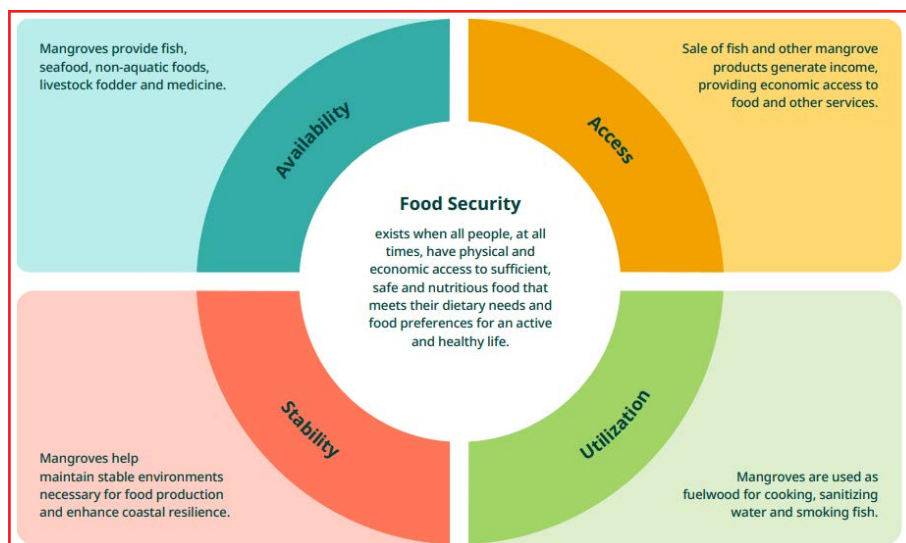 Mangroves provide fish,
seafood, non-aquatic foods,
livestock fodder and medicine.
Availability
Sale of fish and other mangrove
products generate income,
providing economic access to
food and other services.
Access
Food Security
exists when all people, at all
times, have physical and
economic access to sufficient,
safe and nutritious food that
meets their dietary needs and
food preferences for an active
and healthy life.
Stability
Mangroves help
maintain stable environments
necessary for food production
and enhance coastal resilience.
Utilization
Mangroves are used as
fuelwood for cooking, sanitizing
water and smoking fish.